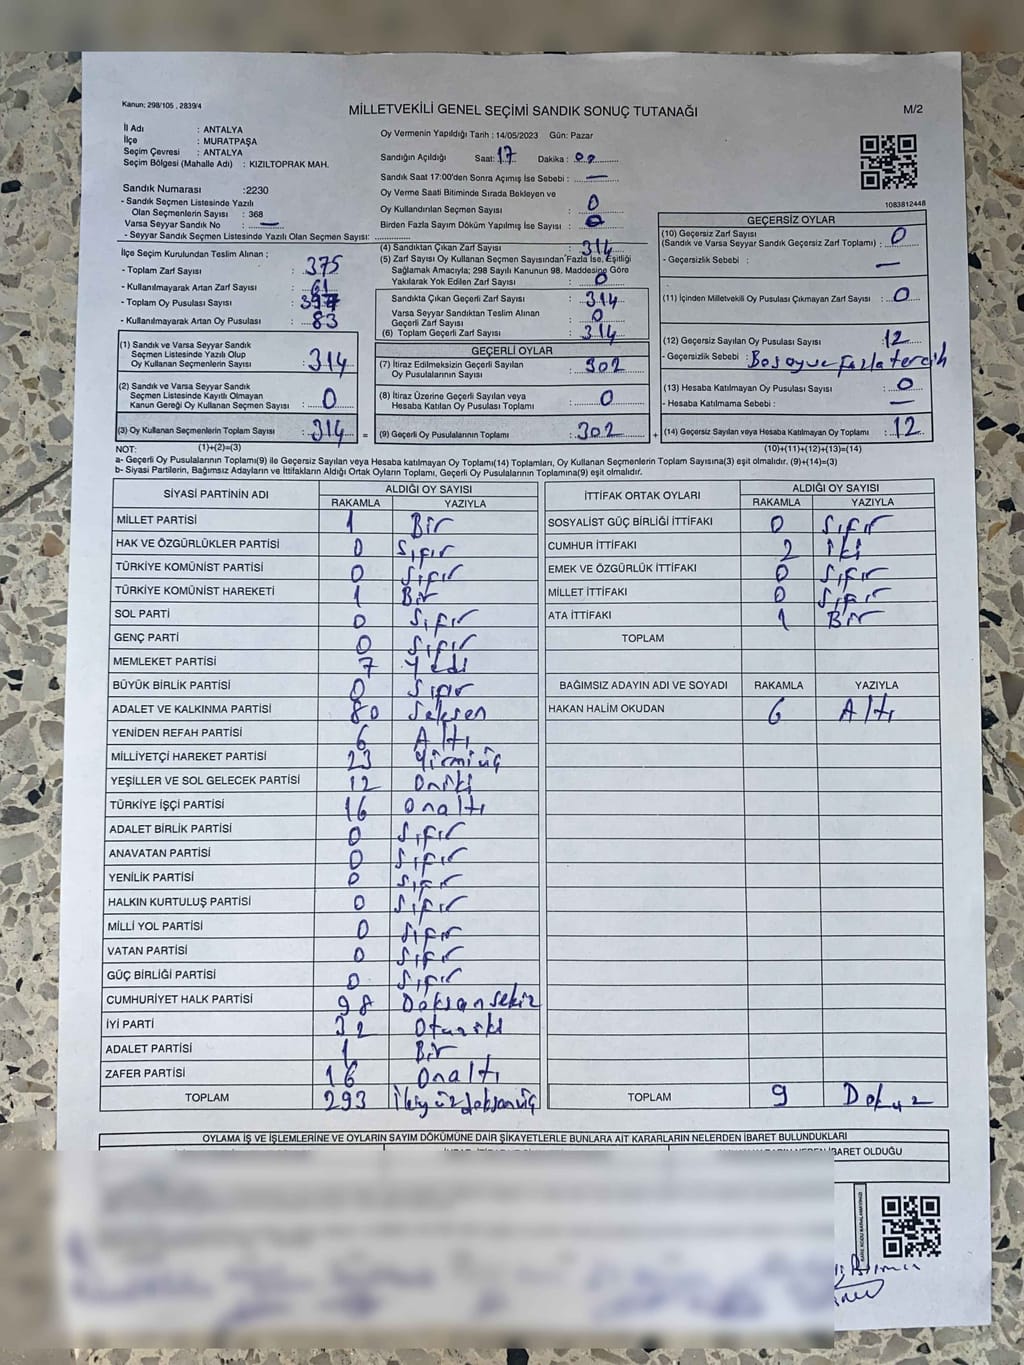 Kanun; 298/105 , 2839/4
MİLLETVEKİLİ GENEL SEÇİMİ SANDIK SONUÇ TUTANAĞI
M/2
İl Adı : ANTALYA
İlçe : MURATPAŞA
Seçim Çevresi : ANTALYA
Seçim Bölgesi (Mahalle Adı) : KIZILTOPRAK MAH.
Sandık Numarası :2230
- Sandık Seçmen Listesinde Yazılı
Olan Seçmenlerin Sayısı : 368
Varsa Seyyar Sandık No : —
- Seyyar Sandık Seçmen Listesinde Yazılı Olan Seçmen Sayısı:
Oy Vermenin Yapıldığı Tarih : 14/05/2023 Gün: Pazar
Sandığın Açıldığı Saat: 17 Dakika : 00
Sandık Saat 17:00'den Sonra Açımış İse Sebebi : —
Oy Verme Saati Bitiminde Sırada Bekleyen ve
Oy Kullandırılan Seçmen Sayısı : 0
Birden Fazla Sayım Döküm Yapılmış İse Sayısı : 0
1083812448
İlçe Seçim Kurulundan Teslim Alınan ;
- Toplam Zarf Sayısı : 375
- Kullanılmayarak Artan Zarf Sayısı : 61
- Toplam Oy Pusulası Sayısı :
- Kullanılmayarak Artan Oy Pusulası : 83
(4) Sandıktan Çıkan Zarf Sayısı : 314
(5) Zarf Sayısı Oy Kullanan Seçmen Sayısından Fazla İse, Eşitliği
Sağlamak Amacıyla; 298 Sayılı Kanunun 98. Maddesine Göre
Yakılarak Yok Edilen Zarf Sayısı : 0
Sandıkta Çıkan Geçerli Zarf Sayısı : 314
Varsa Seyyar Sandıktan Teslim Alınan
Geçerli Zarf Sayısı : 0
(6) Toplam Geçerli Zarf Sayısı : 314
GEÇERSİZ OYLAR
(10) Geçersiz Zarf Sayısı
(Sandık ve Varsa Seyyar Sandık Geçersiz Zarf Toplamı) : 0
- Geçersizlik Sebebi : —
(11) İçinden Milletvekili Oy Pusulası Çıkmayan Zarf Sayısı : 0
(12) Geçersiz Sayılan Oy Pusulası Sayısı : 12
- Geçersizlik Sebebi : Boş oy ve fazla tercih
(13) Hesaba Katılmayan Oy Pusulası Sayısı : 0
- Hesaba Katılmama Sebebi : —
(14) Geçersiz Sayılan veya Hesaba Katılmayan Oy Toplamı : 12
(1) Sandık ve Varsa Seyyar Sandık
Seçmen Listesinde Yazılı Olup
Oy Kullanan Seçmenlerin Sayısı : 314
(2) Sandık ve Varsa Seyyar Sandık
Seçmen Listesinde Kayıtlı Olmayan
Kanun Gereği Oy Kullanan Seçmen Sayısı : 0
(3) Oy Kullanan Seçmenlerin Toplam Sayısı : 314 =
GEÇERLİ OYLAR
(7) İtiraz Edilmeksizin Geçerli Sayılan
Oy Pusulalarının Sayısı : 302
(8) İtiraz Üzerine Geçerli Sayılan veya
Hesaba Katılan Oy Pusulası Toplamı : 0
(9) Geçerli Oy Pusulalarının Toplamı : 302 +
NOT: (1)+(2)=(3) (10)+(11)+(12)+(13)=(14)
a- Geçerli Oy Pusulalarının Toplamı(9) ile Geçersiz Sayılan veya Hesaba katılmayan Oy Toplamı(14) Toplamları, Oy Kullanan Seçmenlerin Toplam Sayısına(3) eşit olmalıdır. (9)+(14)=(3)
b- Siyasi Partilerin, Bağımsız Adayların ve İttifakların Aldığı Ortak Oyların Toplamı, Geçerli Oy Pusulalarının Toplamına(9) eşit olmalıdır.
SİYASİ PARTİNİN ADI ALDIĞI OY SAYISI
RAKAMLA YAZIYLA
MİLLET PARTİSİ 1 Bir
HAK VE ÖZGÜRLÜKLER PARTİSİ 0 Sıfır
TÜRKİYE KOMÜNİST PARTİSİ 0 Sıfır
TÜRKİYE KOMÜNİST HAREKETİ 1 Bir
SOL PARTİ 0 Sıfır
GENÇ PARTİ 0 Sıfır
MEMLEKET PARTİSİ 7 Yedi
BÜYÜK BİRLİK PARTİSİ 0 Sıfır
ADALET VE KALKINMA PARTİSİ 80 Seksen
YENİDEN REFAH PARTİSİ 6 Altı
MİLLİYETÇİ HAREKET PARTİSİ 23 Yirmiüç
YEŞİLLER VE SOL GELECEK PARTİSİ 12 Oniki
TÜRKİYE İŞÇİ PARTİSİ 16 Onaltı
ADALET BİRLİK PARTİSİ 0 Sıfır
ANAVATAN PARTİSİ 0 Sıfır
YENİLİK PARTİSİ 0 Sıfır
HALKIN KURTULUŞ PARTİSİ 0 Sıfır
MİLLİ YOL PARTİSİ 0 Sıfır
VATAN PARTİSİ 0 Sıfır
GÜÇ BİRLİĞİ PARTİSİ 0 Sıfır
CUMHURİYET HALK PARTİSİ 98 Doksansekiz
İYİ PARTİ 32 Otuziki
ADALET PARTİSİ 1 Bir
ZAFER PARTİSİ 16 Onaltı
TOPLAM 293 İkiyüzdoksanüç
İTTİFAK ORTAK OYLARI ALDIĞI OY SAYISI
RAKAMLA YAZIYLA
SOSYALİST GÜÇ BİRLİĞİ İTTİFAKI 0 Sıfır
CUMHUR İTTİFAKI 2 İki
EMEK VE ÖZGÜRLÜK İTTİFAKI 0 Sıfır
MİLLET İTTİFAKI 0 Sıfır
ATA İTTİFAKI 1 Bir
TOPLAM
BAĞIMSIZ ADAYIN ADI VE SOYADI RAKAMLA YAZIYLA
HAKAN HALİM OKUDAN 6 Altı
TOPLAM 9 Dokuz
OYLAMA İŞ VE İŞLEMLERİNE VE OYLARIN SAYIM DÖKÜMÜNE DAİR ŞİKAYETLERLE BUNLARA AİT KARARLARIN NELERDEN İBARET BULUNDUKLARI
İBARET OLDUĞU